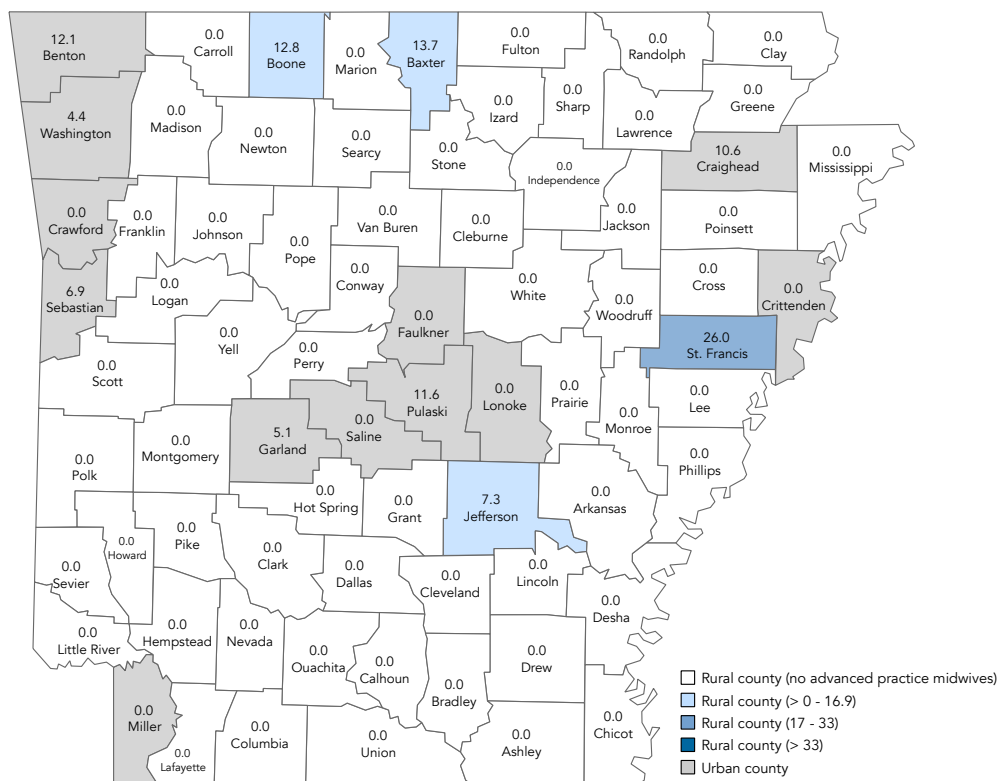 12.1
Benton
0.0
Carroll
12.8
Boone
0.0
Marion
13.7
Baxter
0.0
Fulton
0.0
Randolph
0.0
Clay
4.4
Washington
0.0
Madison
0.0
Newton
0.0
Searcy
0.0
Stone
0.0
Izard
0.0
Sharp
0.0
Lawrence
0.0
Greene
0.0
Independence
10.6
Craighead
0.0
Mississippi
0.0
Crawford
0.0
Franklin
0.0
Johnson
0.0
Pope
0.0
Van Buren
0.0
Cleburne
0.0
Jackson
0.0
Poinsett
6.9
Sebastian
0.0
Logan
0.0
Conway
0.0
Faulkner
0.0
White
0.0
Woodruff
0.0
Cross
0.0
Crittenden
0.0
Scott
0.0
Yell
0.0
Perry
26.0
St. Francis
5.1
Garland
0.0
Saline
11.6
Pulaski
0.0
Lonoke
0.0
Prairie
0.0
Monroe
0.0
Lee
0.0
Phillips
0.0
Polk
0.0
Montgomery
0.0
Hot Spring
0.0
Grant
7.3
Jefferson
0.0
Arkansas
0.0
Sevier
0.0
Howard
0.0
Pike
0.0
Clark
0.0
Dallas
0.0
Cleveland
0.0
Lincoln
0.0
Desha
0.0
Little River
0.0
Hempstead
0.0
Nevada
0.0
Ouachita
0.0
Calhoun
0.0
Bradley
0.0
Drew
0.0
Miller
0.0
Lafayette
0.0
Columbia
0.0
Union
0.0
Ashley
0.0
Chicot
Rural county (no advanced practice midwives)
Rural county (> 0 - 16.9)
Rural county (17 - 33)
Rural county (> 33)
Urban county